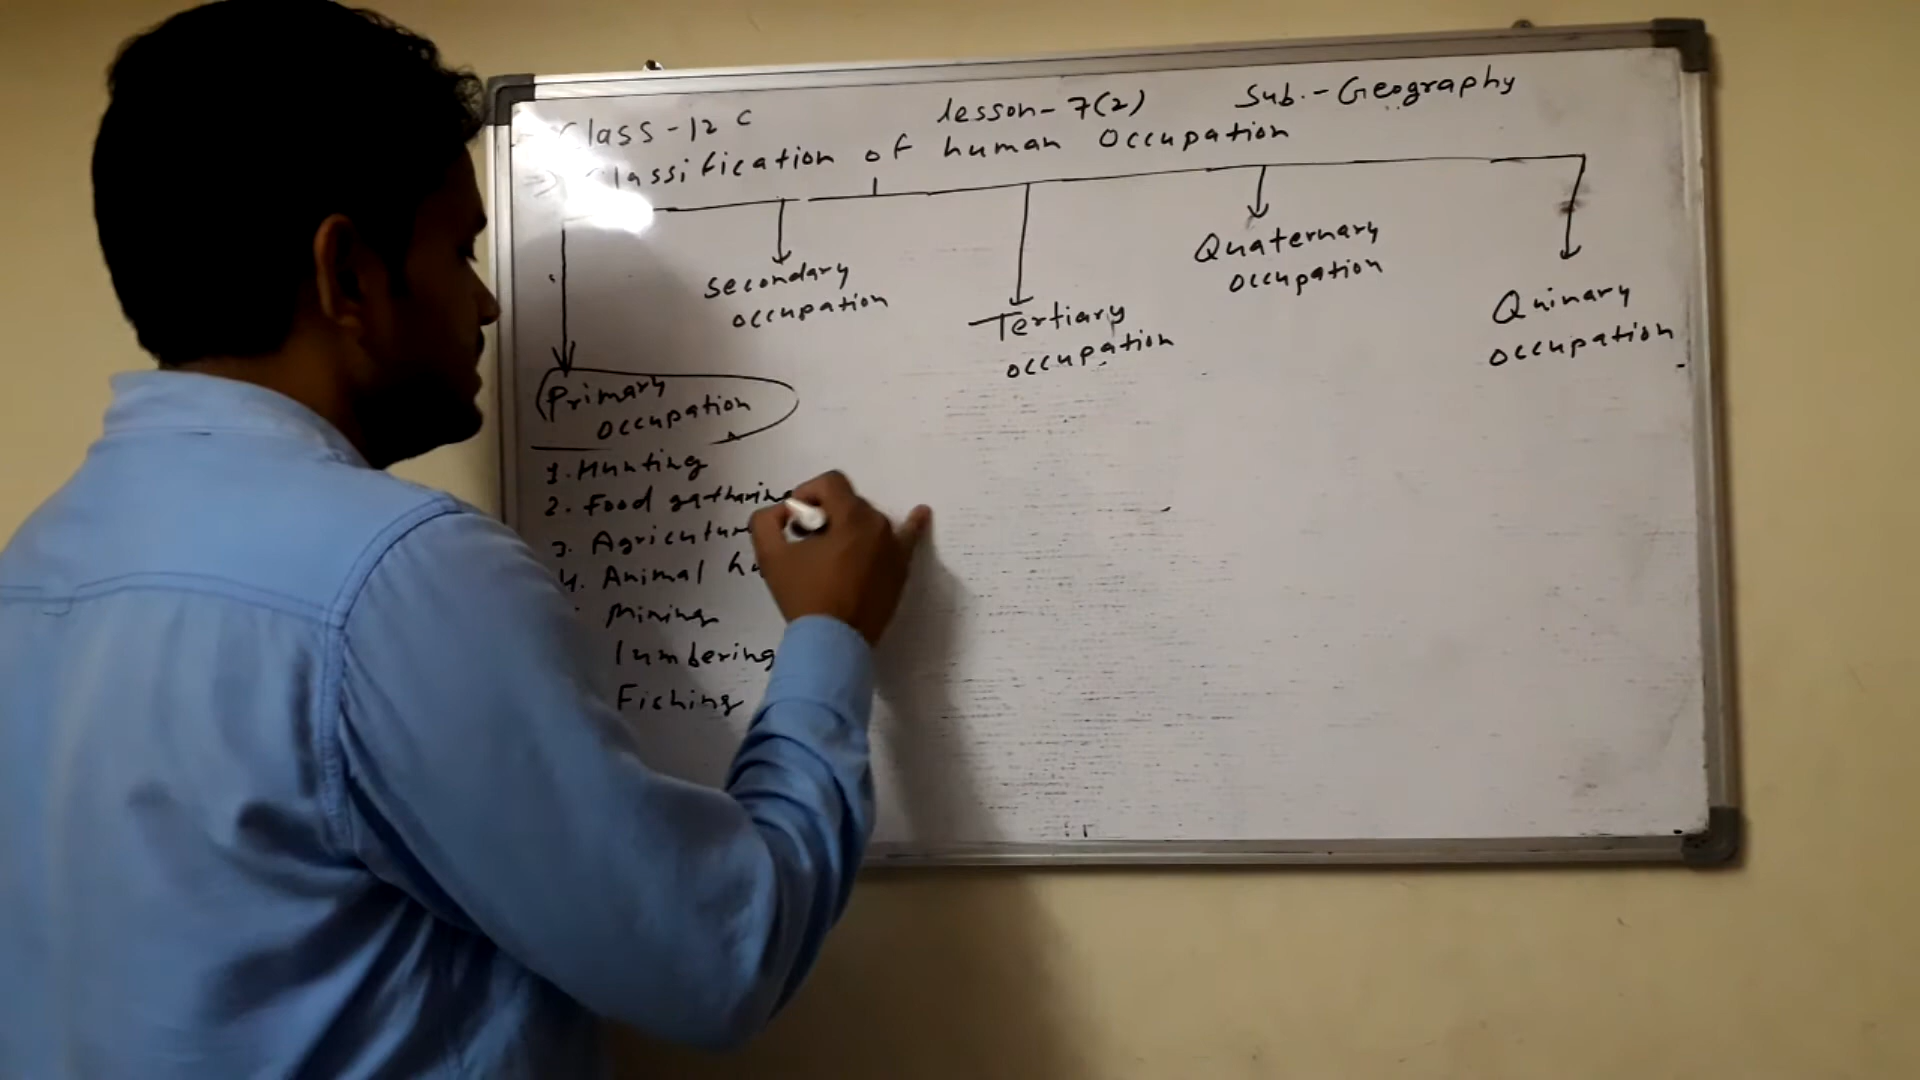 Class-12 C
lesson-7(2)
Sub.-Geography
=> Classification of human Occupation
Primary
occupation
Secondary
occupation
Tertiary
occupation
Quaternary
occupation
Quinary
occupation
1. Hunting
2. Food gatharing
3.
4. Animal
Mining
lumbering
Fishing